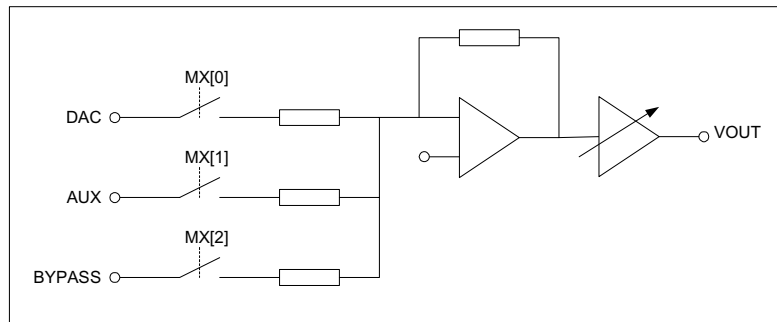 MX[0]
DAC
VOUT
MX[1]
AUX
MX[2]
BYPASS